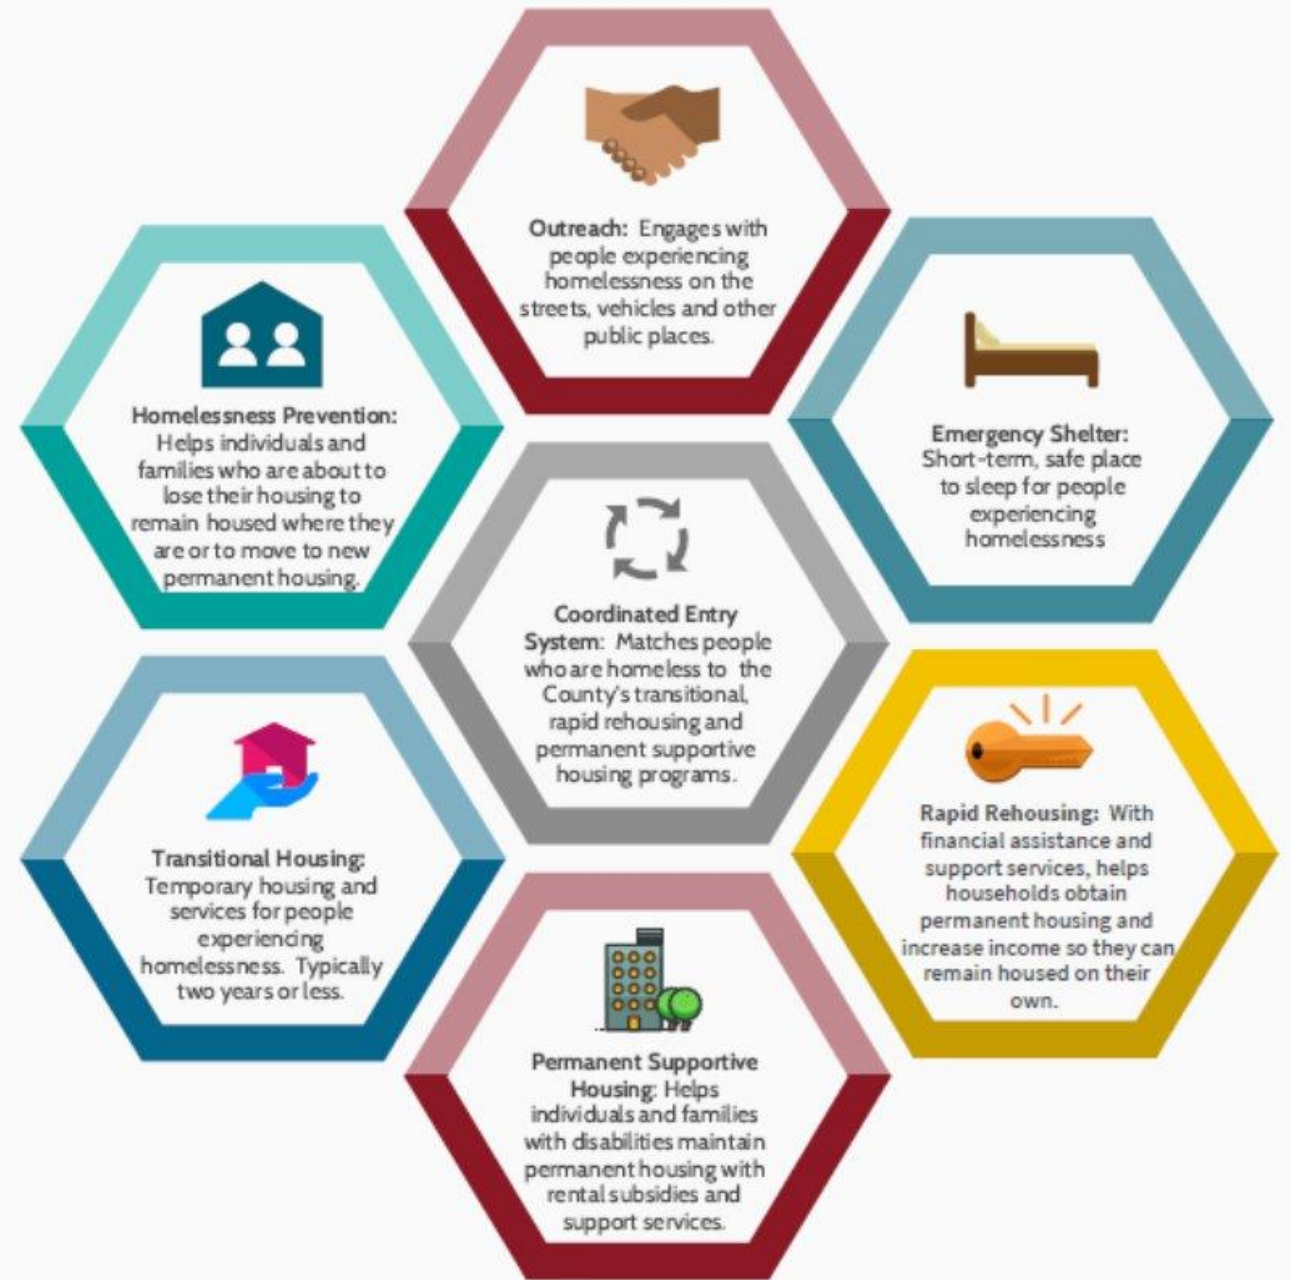 Outreach: Engages with
people experiencing
homelessness on the
streets, vehicles and other
public places.
Homelessness Prevention:
Helps individuals and
families who are about to
lose their housing to
remain housed where they
are or to move to new
permanent housing.
Emergency Shelter:
Short-term, safe place
to sleep for people
experiencing
homelessness
Coordinated Entry
System: Matches people
who are homeless to the
County's transitional,
rapid rehousing and
permanent supportive
housing programs.
Transitional Housing:
Temporary housing and
services for people
experiencing
homelessness. Typically
two years or less.
Rapid Rehousing: With
financial assistance and
support services, helps
households obtain
permanent housing and
increase income so they can
remain housed on their
own.
Permanent Supportive
Housing: Helps
individuals and families
with disabilities maintain
permanent housing with
rental subsidies and
support services.